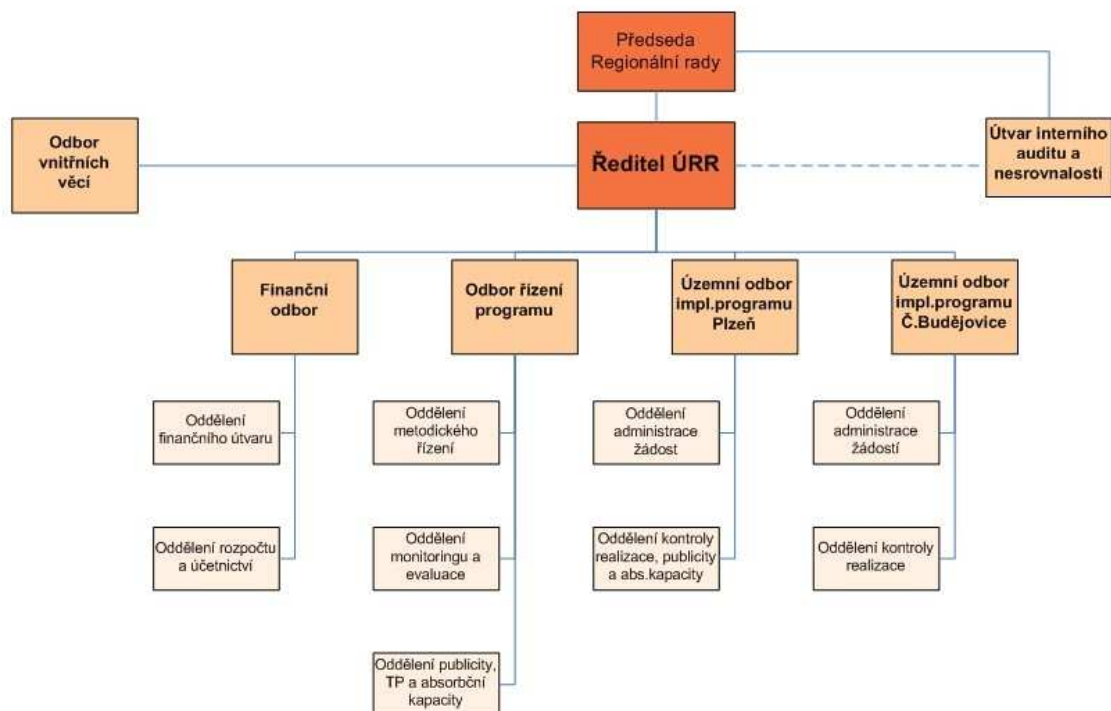 Předseda
Regionální rady
Odbor
vnitřních
věcí
Ředitel ÚRR
Útvar interního
auditu a
nesrovnalostí
Finanční
odbor
Odbor řízení
programu
Územní odbor
impl.programu
Plzeň
Územní odbor
impl.programu
Č.Budějovice
Oddělení
finančního útvaru
Oddělení
metodického
řízení
Oddělení
administrace
žádost
Oddělení
administrace
žádostí
Oddělení rozpočtu
a účetnictví
Oddělení
monitoringu a
evaluace
Oddělení kontroly
realizace, publicity
a abs.kapacity
Oddělení kontroly
realizace
Oddělení publicity,
TP a absorbční
kapacity